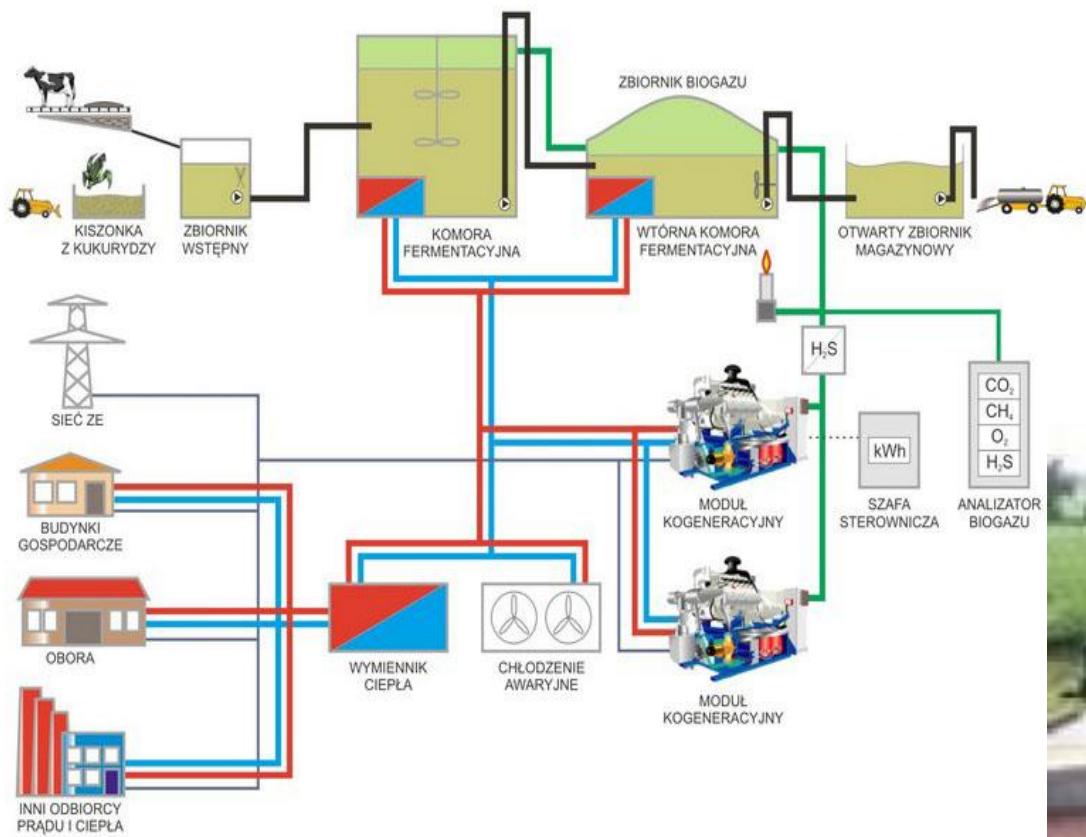 ZBIORNIK BIOGAZU
KISZONKA
Z KUKURYDZY
ZBIORNIK
WSTĘPNY
KOMORA
FERMENTACYJNA
WTÓRNA KOMORA
FERMENTACYJNA
OTWARTY ZBIORNIK
MAGAZYNOWY
H₂S
SIEĆ ZE
CO₂
CH₄
O₂
H₂S
kWh
MODUŁ
KOGENERACYJNY
SZAFA
STEROWNICZA
ANALIZATOR
BIOGAZU
BUDYNKI
GOSPODARCZE
OBORA
WYMIENNIK
CIEPŁA
CHŁODZENIE
AWARYJNE
MODUŁ
KOGENERACYJNY
INNI ODBIORCY
PRĄDU I CIEPŁA